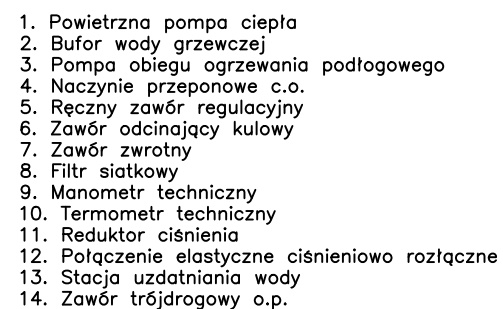 1. Powietrzna pompa ciepła
2. Bufor wody grzewczej
3. Pompa obiegu ogrzewania podłogowego
4. Naczynie przeponowe c.o.
5. Ręczny zawór regulacyjny
6. Zawór odcinający kulowy
7. Zawór zwrotny
8. Filtr siatkowy
9. Manometr techniczny
10. Termometr techniczny
11. Reduktor ciśnienia
12. Połączenie elastyczne ciśnieniowo rozłączne
13. Stacja uzdatniania wody
14. Zawór trójdrogowy o.p.